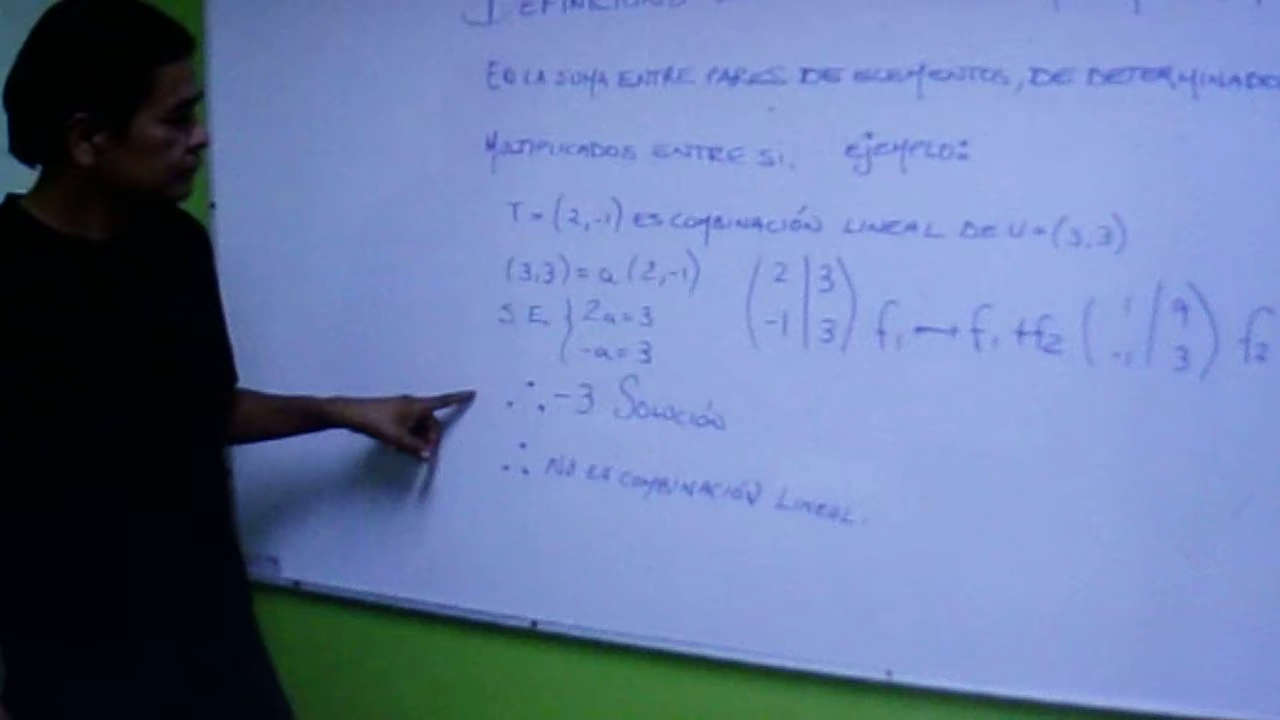 DEFINICIONES
ES LA SUMA ENTRE PARES DE ELEMENTOS, DE DETERMINADO
MULTIPLICADOS ENTRE SI. EJEMPLO:
T = (2,-1) ES COMBINACIÓN LINEAL DE U = (3,3)
(3,3) = a (2,-1) (2 | 3
S.E. { 2a = 3 -1 | 3) f₁ → f₁ + f₂ (1 | 9
-a = 3 -1 | 3) f₂
∴ -3 SOLUCIÓN
∴ NO ES COMBINACIÓN LINEAL.